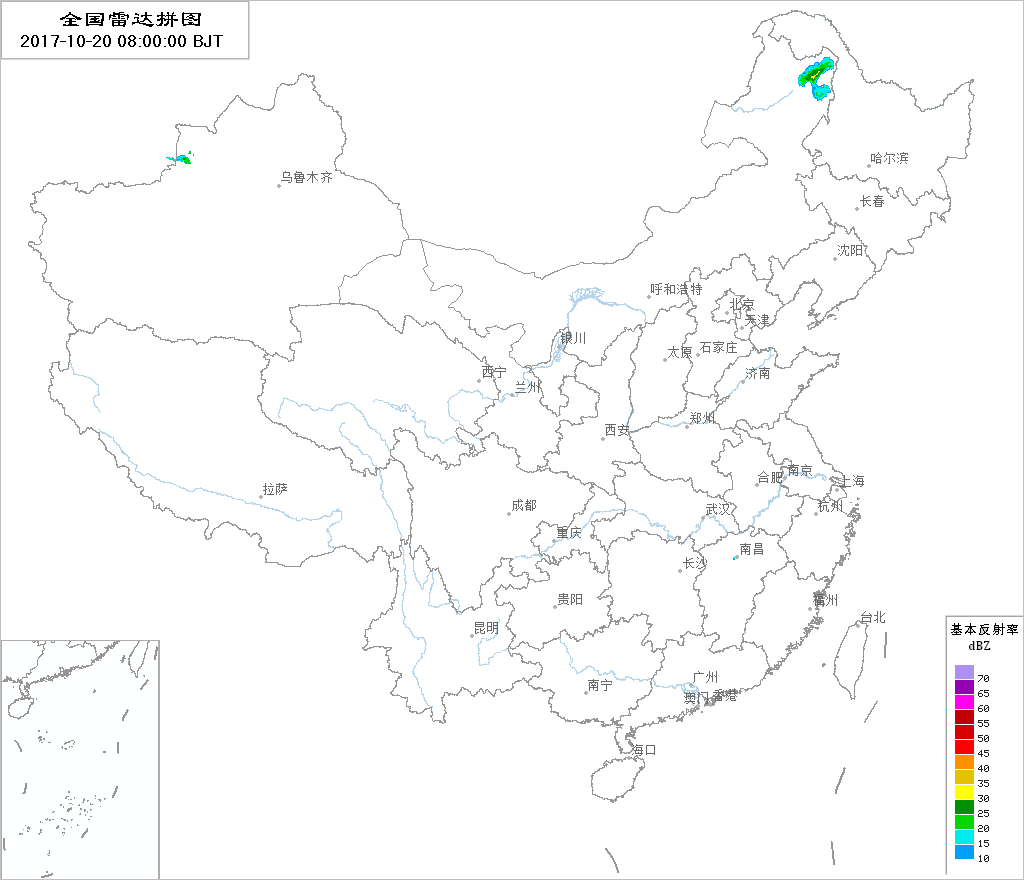 全国雷达拼图
2017-10-20 08:00:00 BJT
哈尔滨
乌鲁木齐
长春
沈阳
呼和浩特
北京
天津
银川
石家庄
太原
西宁
济南
兰州
郑州
西安
南京
合肥
上海
拉萨
成都
武汉
杭州
重庆
南昌
长沙
贵阳
福州
台北
昆明
广州
南宁
澳门
香港
海口
基本反射率
dBZ
70
65
60
55
50
45
40
35
30
25
20
15
10